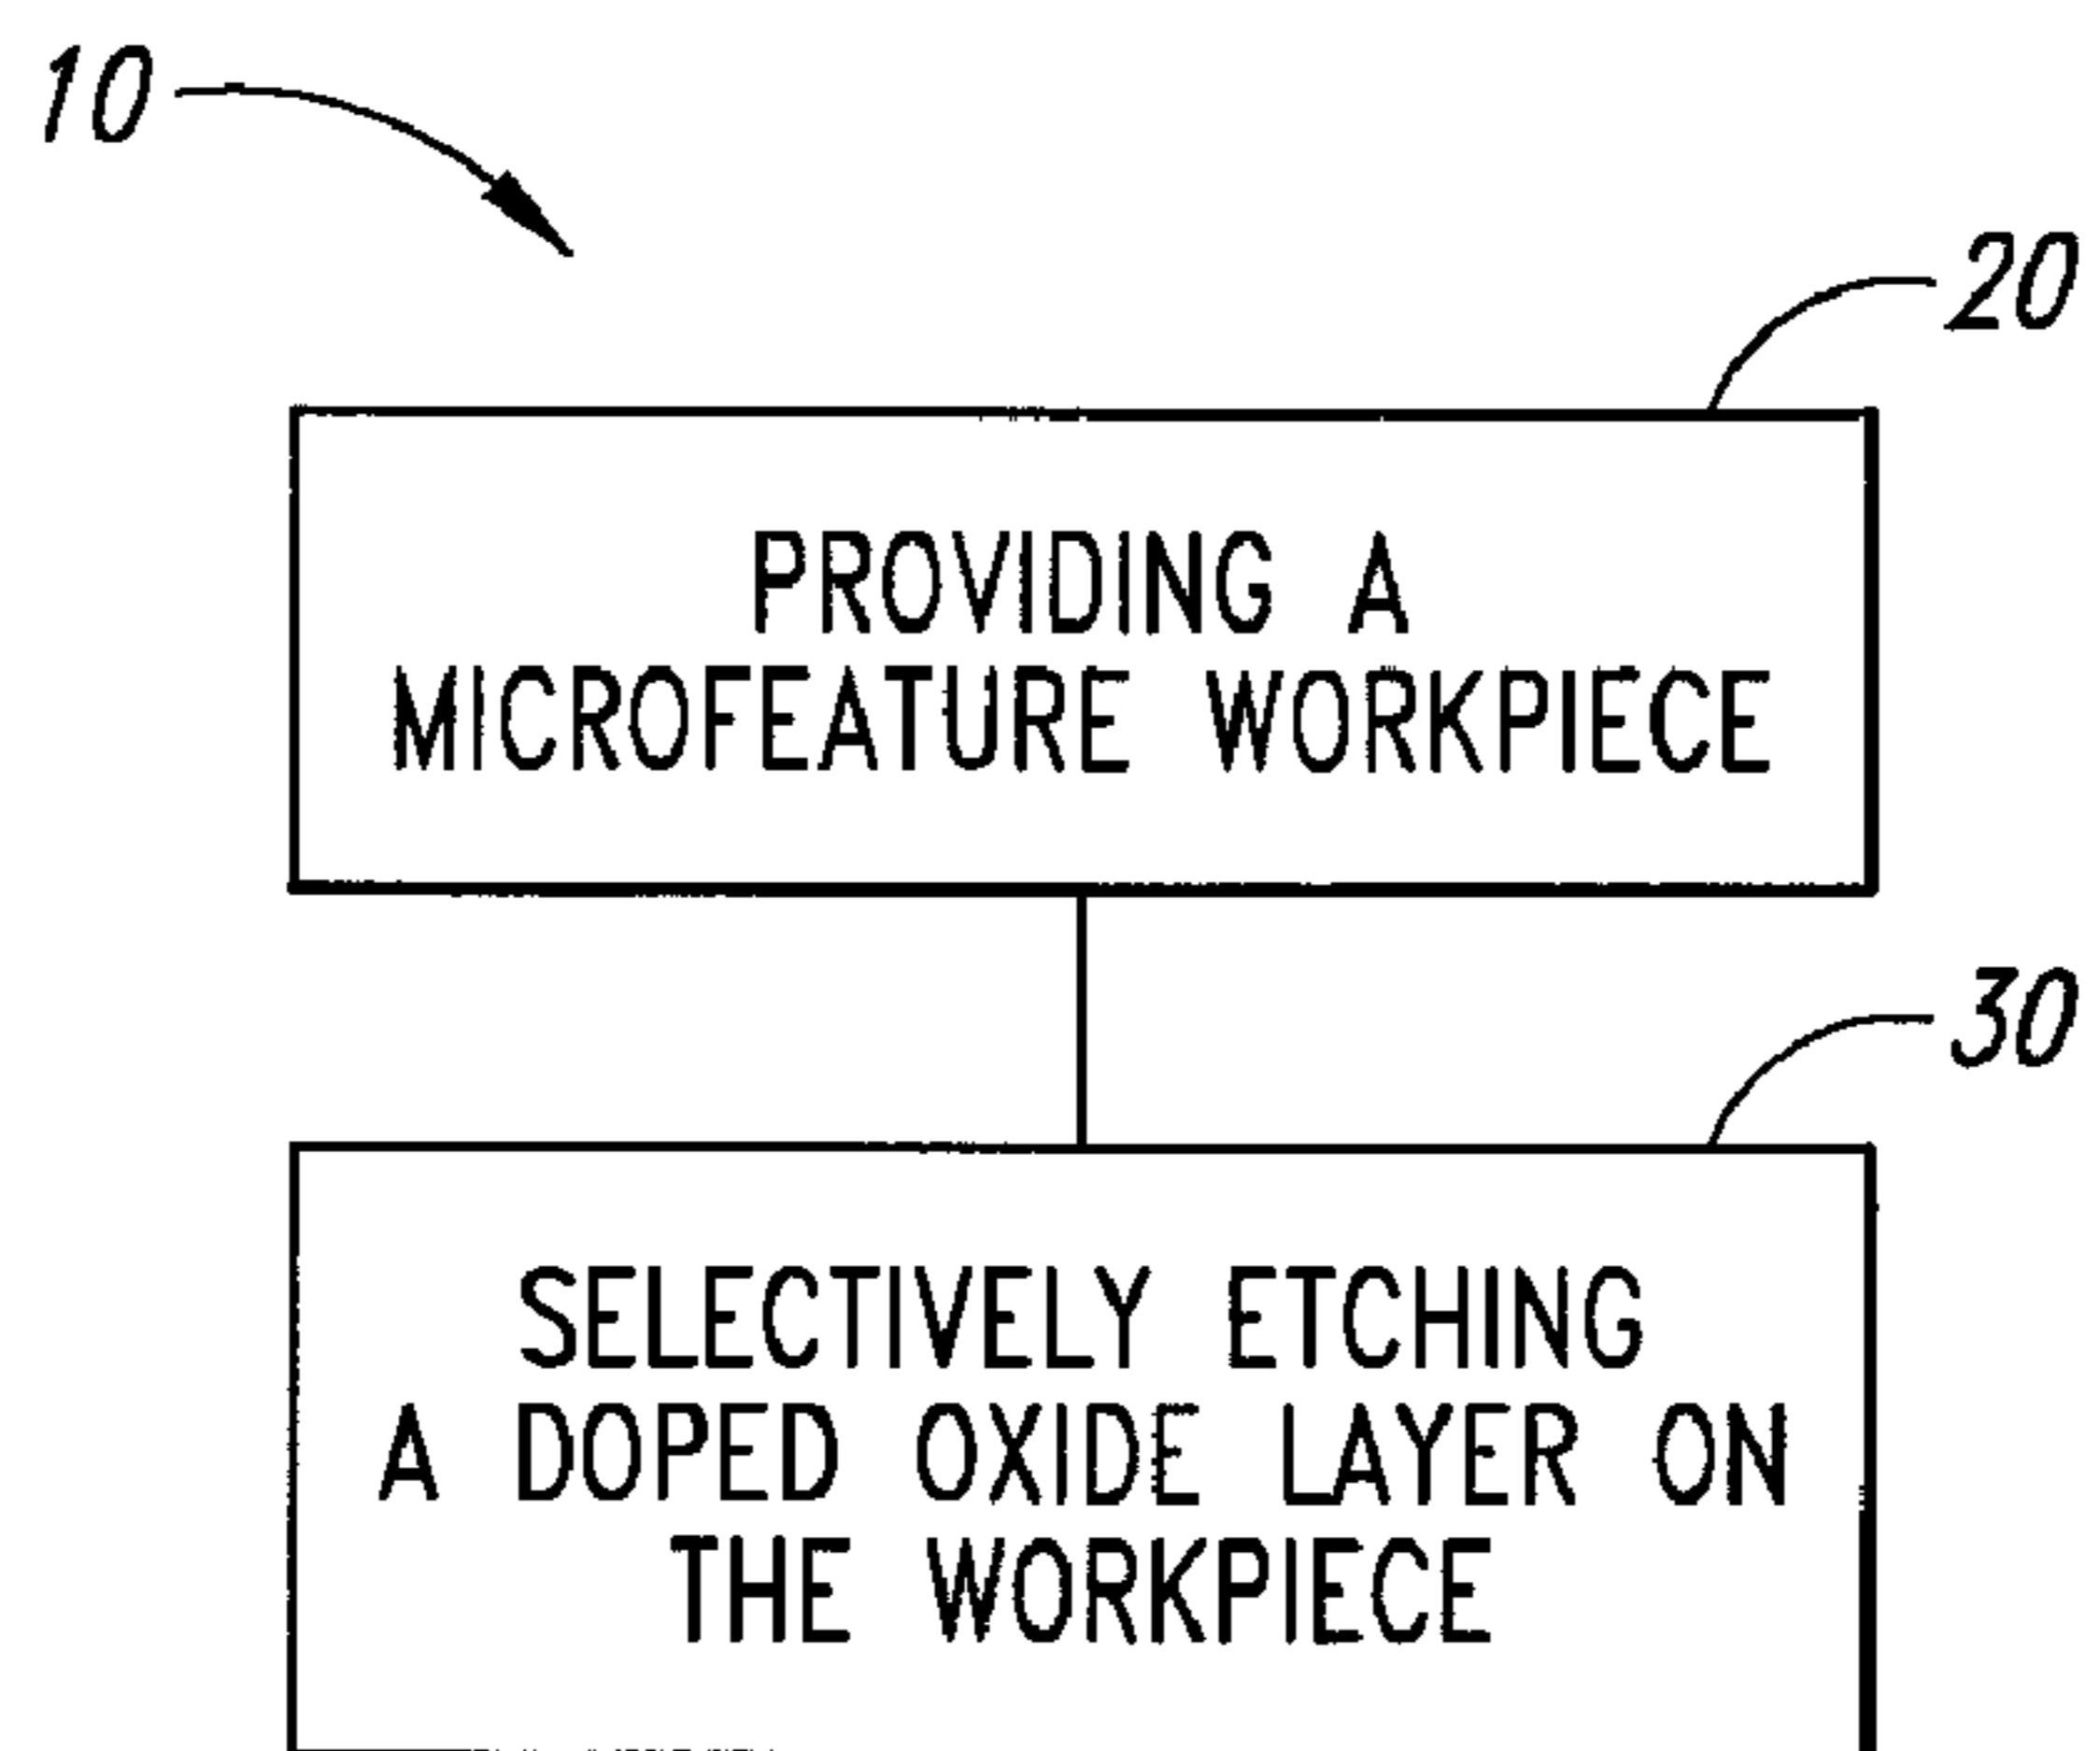 10
20
PROVIDING A
MICROFEATURE WORKPIECE
30
SELECTIVELY ETCHING
A DOPED OXIDE LAYER ON
THE WORKPIECE